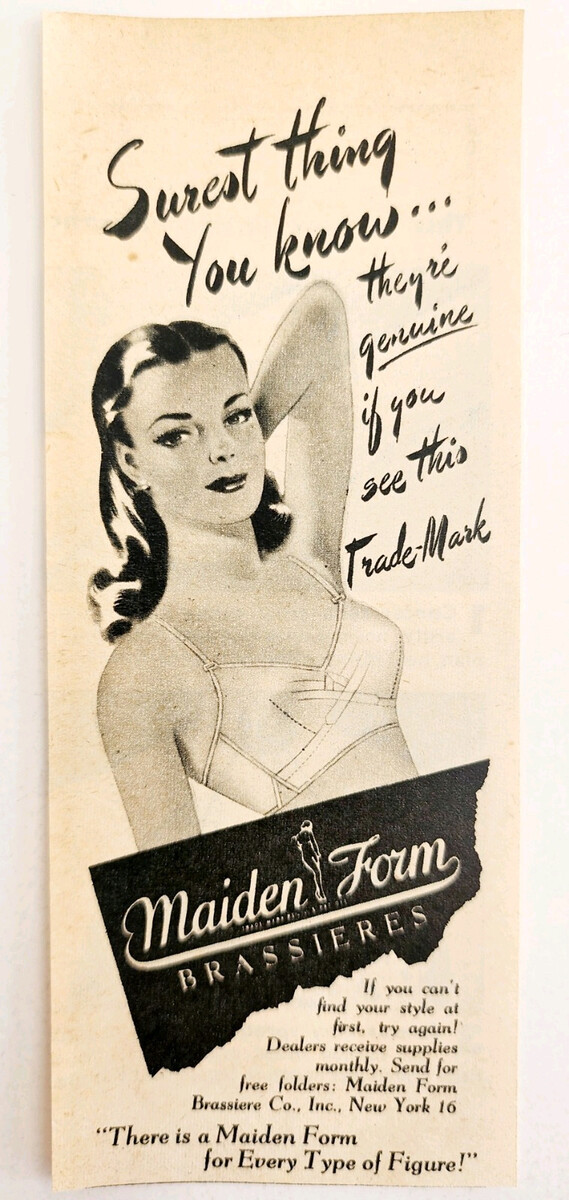 Surest thing
You know...
they're
genuine
if you
see this
Trade-Mark
Maiden Form
BRASSIERES
If you can't
find your style at
first, try again!
Dealers receive supplies
monthly. Send for
free folders: Maiden Form
Brassiere Co., Inc., New York 16
"There is a Maiden Form
for Every Type of Figure!"